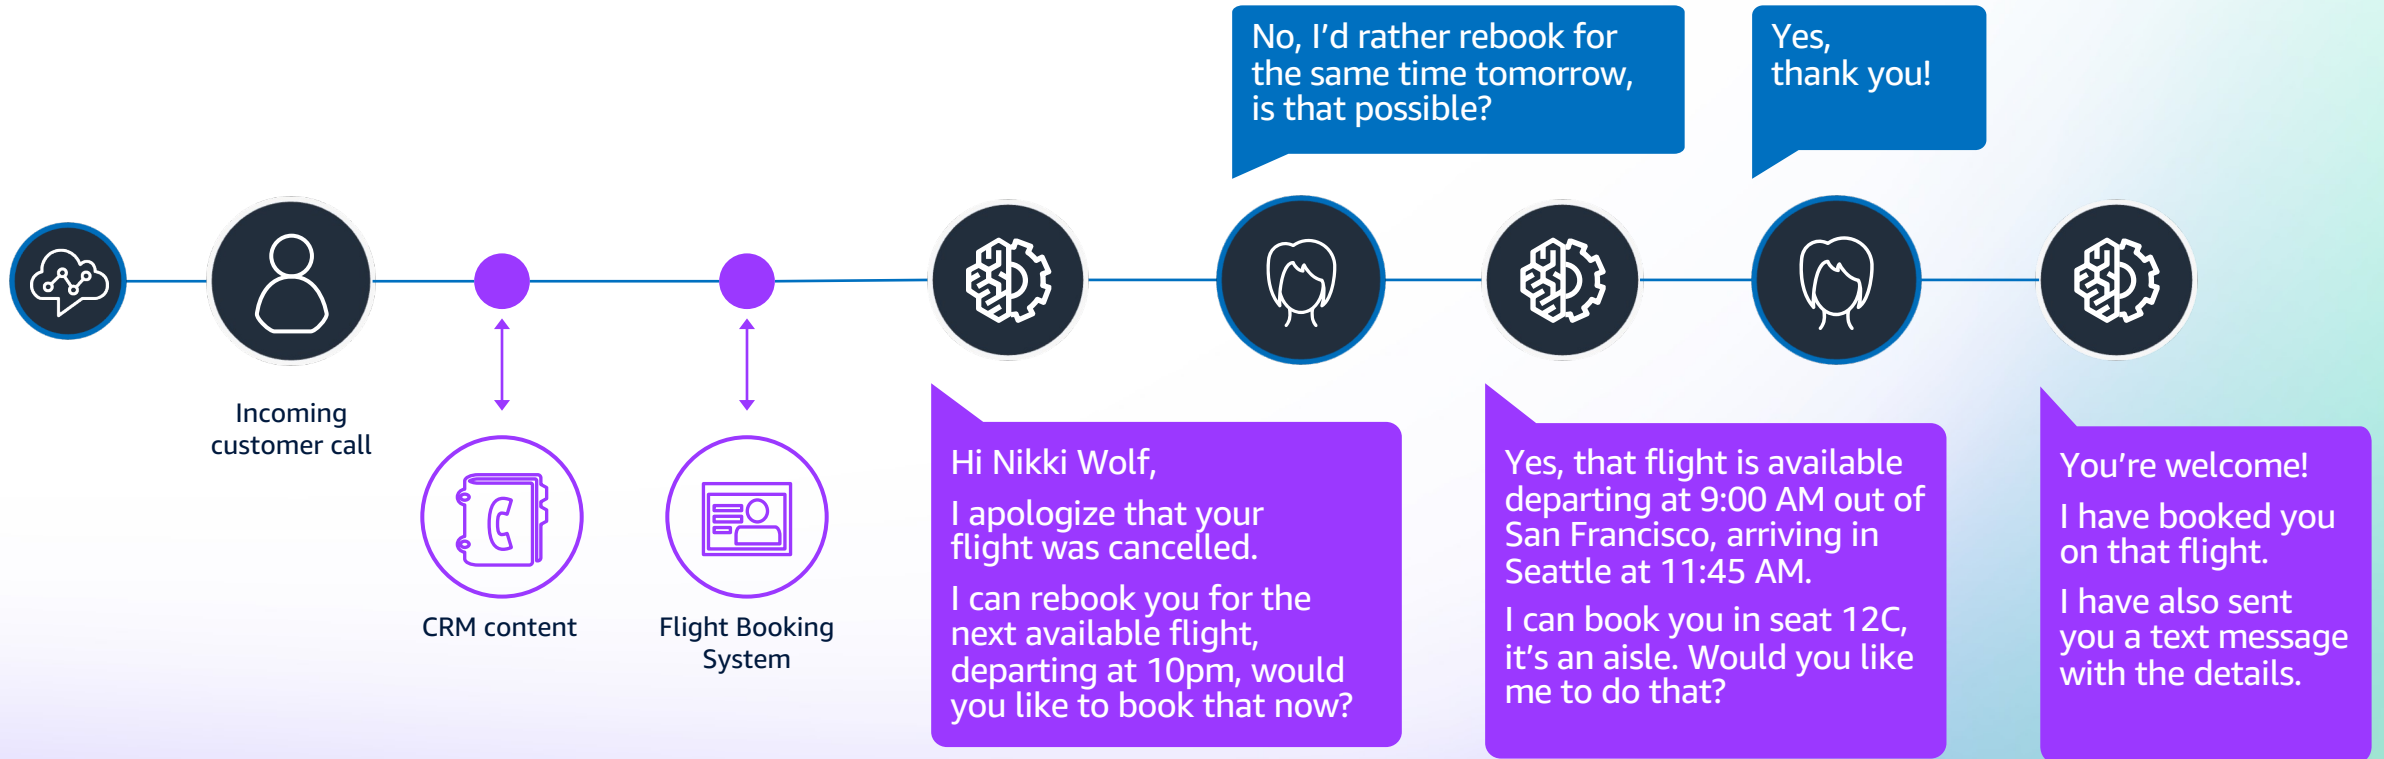 No, I'd rather rebook for
the same time tomorrow,
is that possible?
Yes,
thank you!
Incoming
customer call
CRM content
Flight Booking
System
Hi Nikki Wolf,
I apologize that your
flight was cancelled.
I can rebook you for the
next available flight,
departing at 10pm, would
you like to book that now?
Yes, that flight is available
departing at 9:00 AM out of
San Francisco, arriving in
Seattle at 11:45 AM.
I can book you in seat 12C,
it's an aisle. Would you like
me to do that?
You're welcome!
I have booked you
on that flight.
I have also sent
you a text message
with the details.